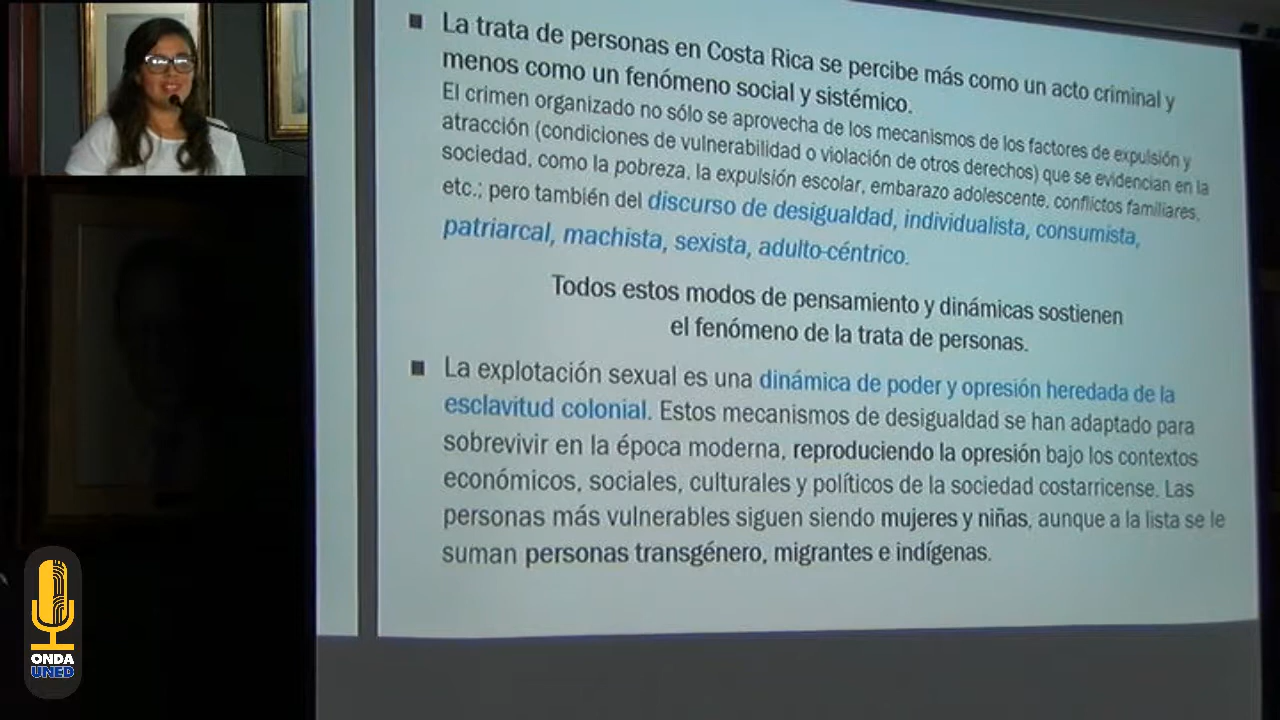 La trata de personas en Costa Rica se percibe más como un acto criminal y
menos como un fenómeno social y sistémico.
El crimen organizado no sólo se aprovecha de los mecanismos de los factores de expulsión y
atracción (condiciones de vulnerabilidad o violación de otros derechos) que se evidencian en la
sociedad, como la pobreza, la expulsión escolar, embarazo adolescente, conflictos familiares,
etc.; pero también del discurso de desigualdad, individualista, consumista,
patriarcal, machista, sexista, adulto-céntrico.
Todos estos modos de pensamiento y dinámicas sostienen
el fenómeno de la trata de personas.
La explotación sexual es una dinámica de poder y opresión heredada de la
esclavitud colonial. Estos mecanismos de desigualdad se han adaptado para
sobrevivir en la época moderna, reproduciendo la opresión bajo los contextos
económicos, sociales, culturales y políticos de la sociedad costarricense. Las
personas más vulnerables siguen siendo mujeres y niñas, aunque a la lista se le
suman personas transgénero, migrantes e indígenas.
ONDA
UNED